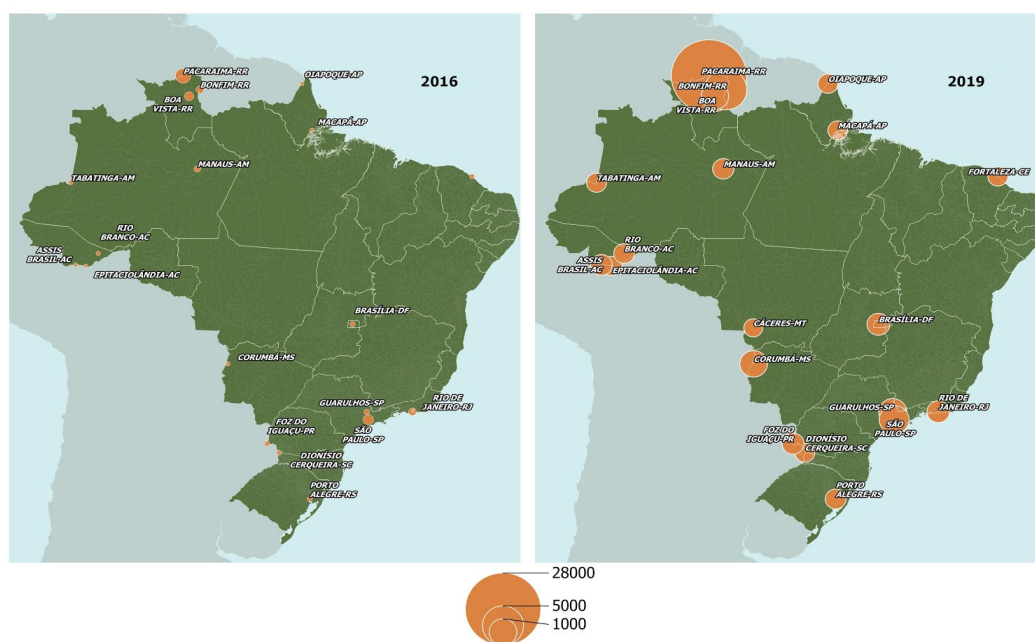 2016
PACARAIMA-RR
BONFIM-RR
BOA
VISTA-RR
OIAPOQUE-AP
MACAPÁ-AP
MANAUS-AM
TABATINGA-AM
RIO
BRANCO-AC
ASSIS
BRASIL-AC
EPITACIOLÂNDIA-AC
BRASÍLIA-DF
CORUMBÁ-MS
GUARULHOS-SP
RIO DE
JANEIRO-RJ
SÃO
PAULO-SP
FOZ DO
IGUAÇU-PR
DIONÍSIO
CERQUEIRA-SC
PORTO
ALEGRE-RS
2019
PACARAIMA-RR
BONFIM-RR
BOA
VISTA-RR
OIAPOQUE-AP
MACAPÁ-AP
FORTALEZA-CE
MANAUS-AM
TABATINGA-AM
RIO
BRANCO-AC
ASSIS
BRASIL-AC
EPITACIOLÂNDIA-AC
BRASÍLIA-DF
CÁCERES-MT
CORUMBÁ-MS
GUARULHOS-SP
RIO DE
JANEIRO-RJ
SÃO
PAULO-SP
FOZ DO
IGUAÇU-PR
DIONÍSIO
CERQUEIRA-SC
PORTO
ALEGRE-RS
28000
5000
1000